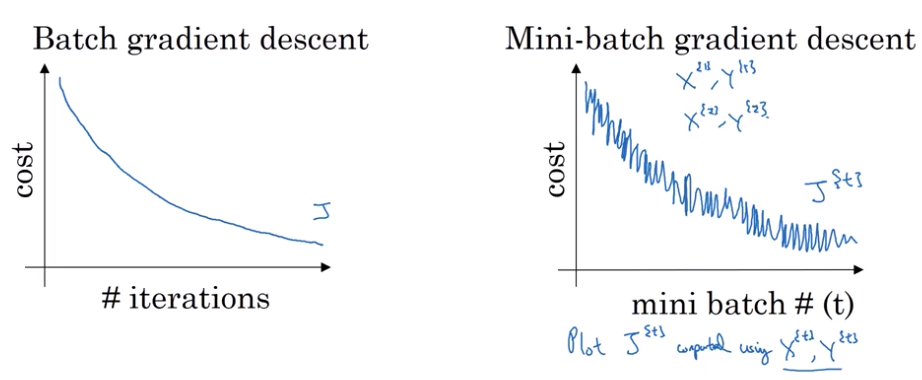 Batch gradient descent
cost
J
# iterations
Mini-batch gradient descent
X^{1}, Y^{1}
X^{2}, Y^{2}
cost
J^{t}
mini batch # (t)
Plot J^{t} computed using X^{t}, Y^{t}